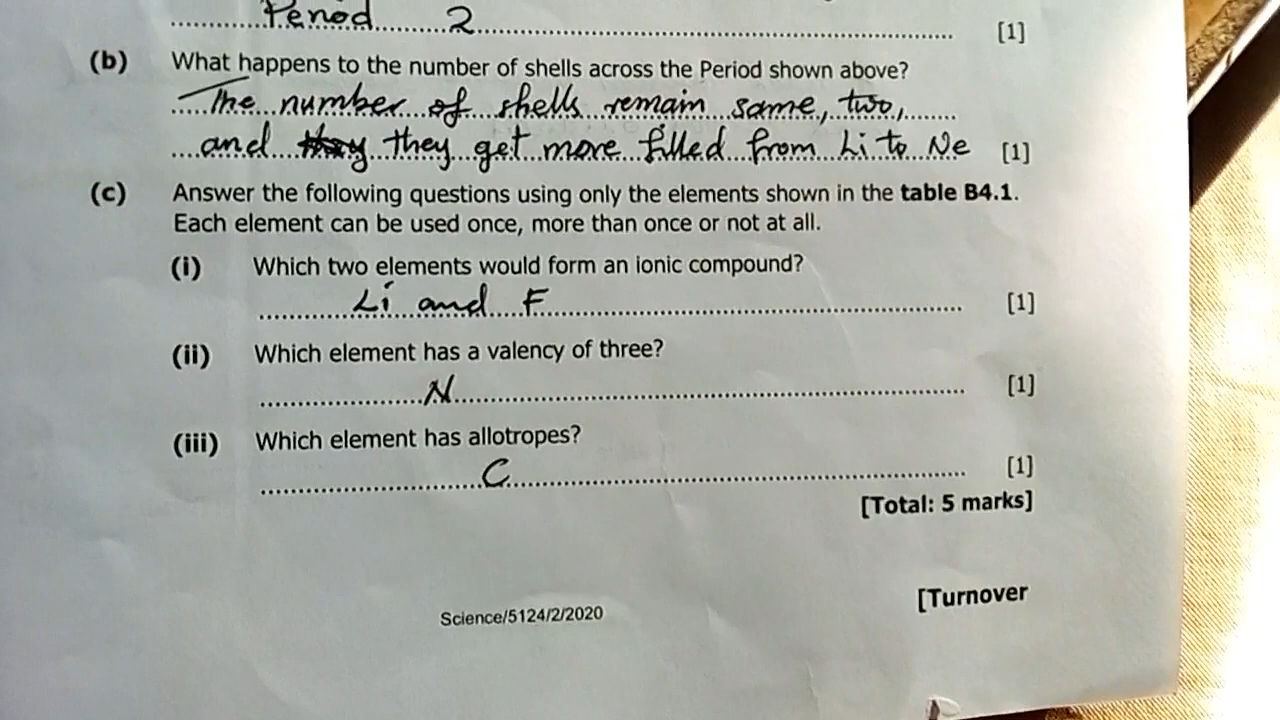 Period 2 [1]
(b) What happens to the number of shells across the Period shown above?
The number of shells remain same, two,
and they get more filled from Li to Ne [1]
(c) Answer the following questions using only the elements shown in the table B4.1.
Each element can be used once, more than once or not at all.
(i) Which two elements would form an ionic compound?
Li and F [1]
(ii) Which element has a valency of three?
N [1]
(iii) Which element has allotropes?
C [1]
[Total: 5 marks]
[Turnover
Science/5124/2/2020